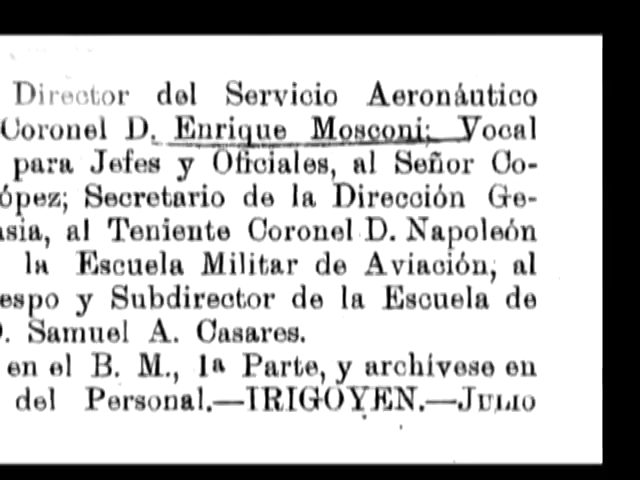 Director del Servicio Aeronáutico
Coronel D. Enrique Mosconi; Vocal
para Jefes y Oficiales, al Señor Co-
ópez; Secretario de la Dirección Ge-
asia, al Teniente Coronel D. Napoleón
la Escuela Militar de Aviación, al
espo y Subdirector de la Escuela de
D. Samuel A. Casares.
en el B. M., 1a Parte, y archívese en
del Personal.—IRIGOYEN.—JULIO